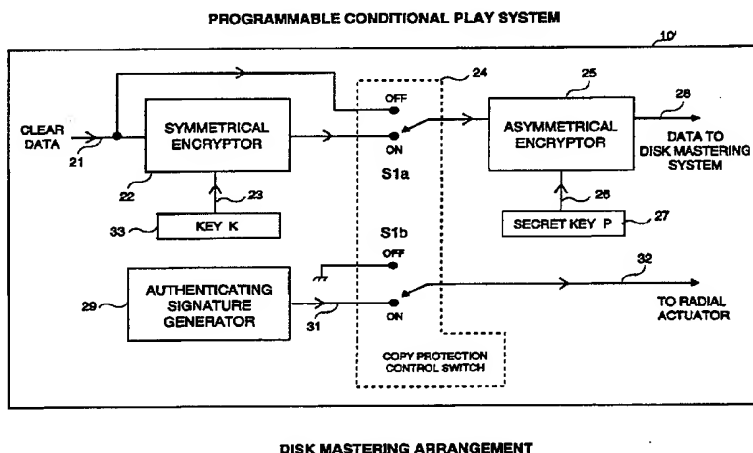 PROGRAMMABLE CONDITIONAL PLAY SYSTEM
10'
24
25
28
CLEAR
DATA
21
SYMMETRICAL
ENCRYPTOR
22
23
33
KEY K
OFF
ON
S1a
ASYMMETRICAL
ENCRYPTOR
DATA TO
DISK MASTERING
SYSTEM
26
SECRET KEY P
27
S1b
OFF
ON
29
AUTHENTICATING
SIGNATURE
GENERATOR
31
32
TO RADIAL
ACTUATOR
COPY PROTECTION
CONTROL SWITCH
DISK MASTERING ARRANGEMENT